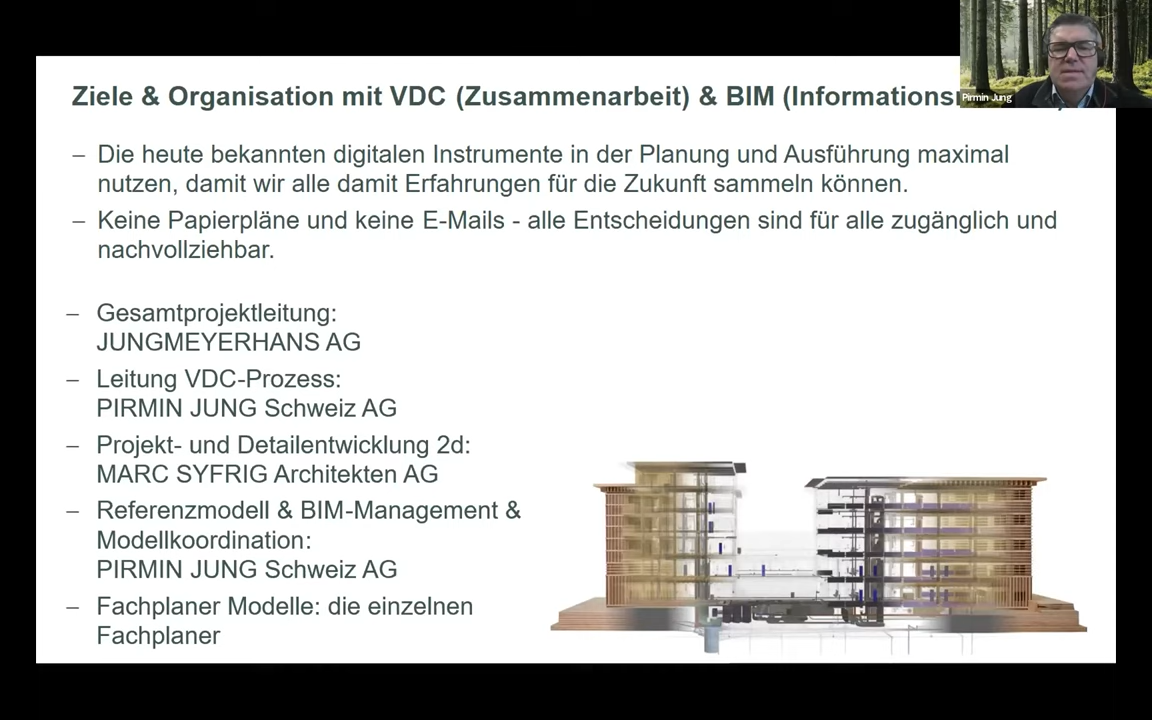 Ziele & Organisation mit VDC (Zusammenarbeit) & BIM
Pirmin Jung
– Die heute bekannten digitalen Instrumente in der Planung und Ausführung maximal
nutzen, damit wir alle damit Erfahrungen für die Zukunft sammeln können.
– Keine Papierpläne und keine E-Mails - alle Entscheidungen sind für alle zugänglich und
nachvollziehbar.
– Gesamtprojektleitung:
JUNGMEYERHANS AG
– Leitung VDC-Prozess:
PIRMIN JUNG Schweiz AG
– Projekt- und Detailentwicklung 2d:
MARC SYFRIG Architekten AG
– Referenzmodell & BIM-Management &
Modellkoordination:
PIRMIN JUNG Schweiz AG
– Fachplaner Modelle: die einzelnen
Fachplaner